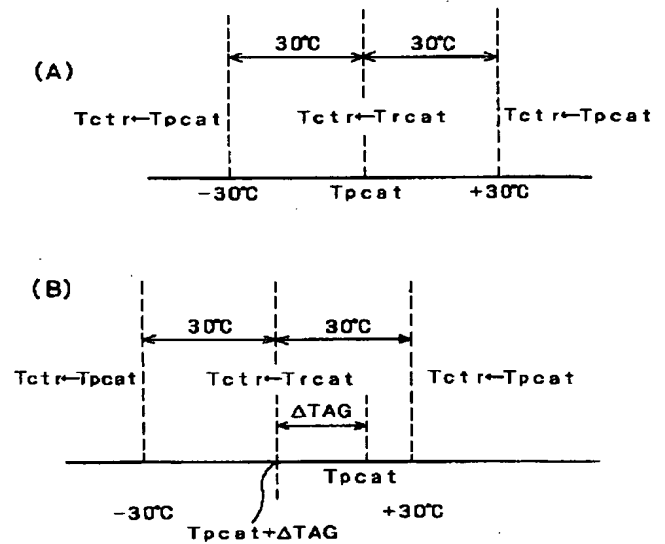 30℃ 30℃
(A)
Tctr←Tpcat Tctr←Trcat Tctr←Tpcat
-30℃ Tpcat +30℃
(B)
30℃ 30℃
Tctr←Tpcat Tctr←Trcat Tctr←Tpcat
ΔTAG
Tpcat
-30℃ +30℃
Tpcat+ΔTAG